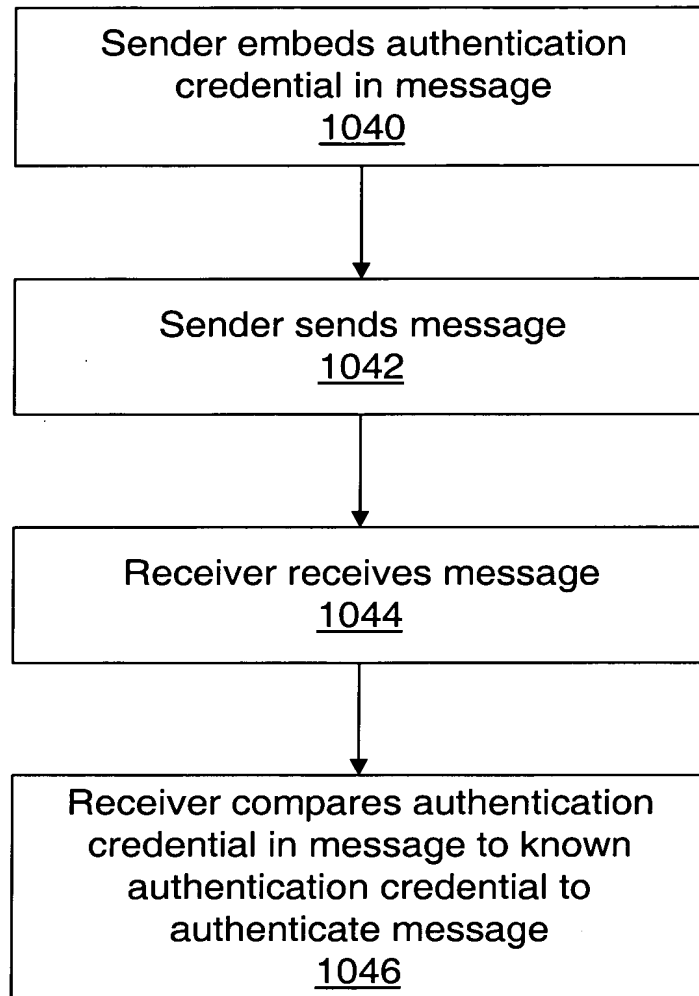 Sender embeds authentication
credential in message
1040
Sender sends message
1042
Receiver receives message
1044
Receiver compares authentication
credential in message to known
authentication credential to
authenticate message
1046